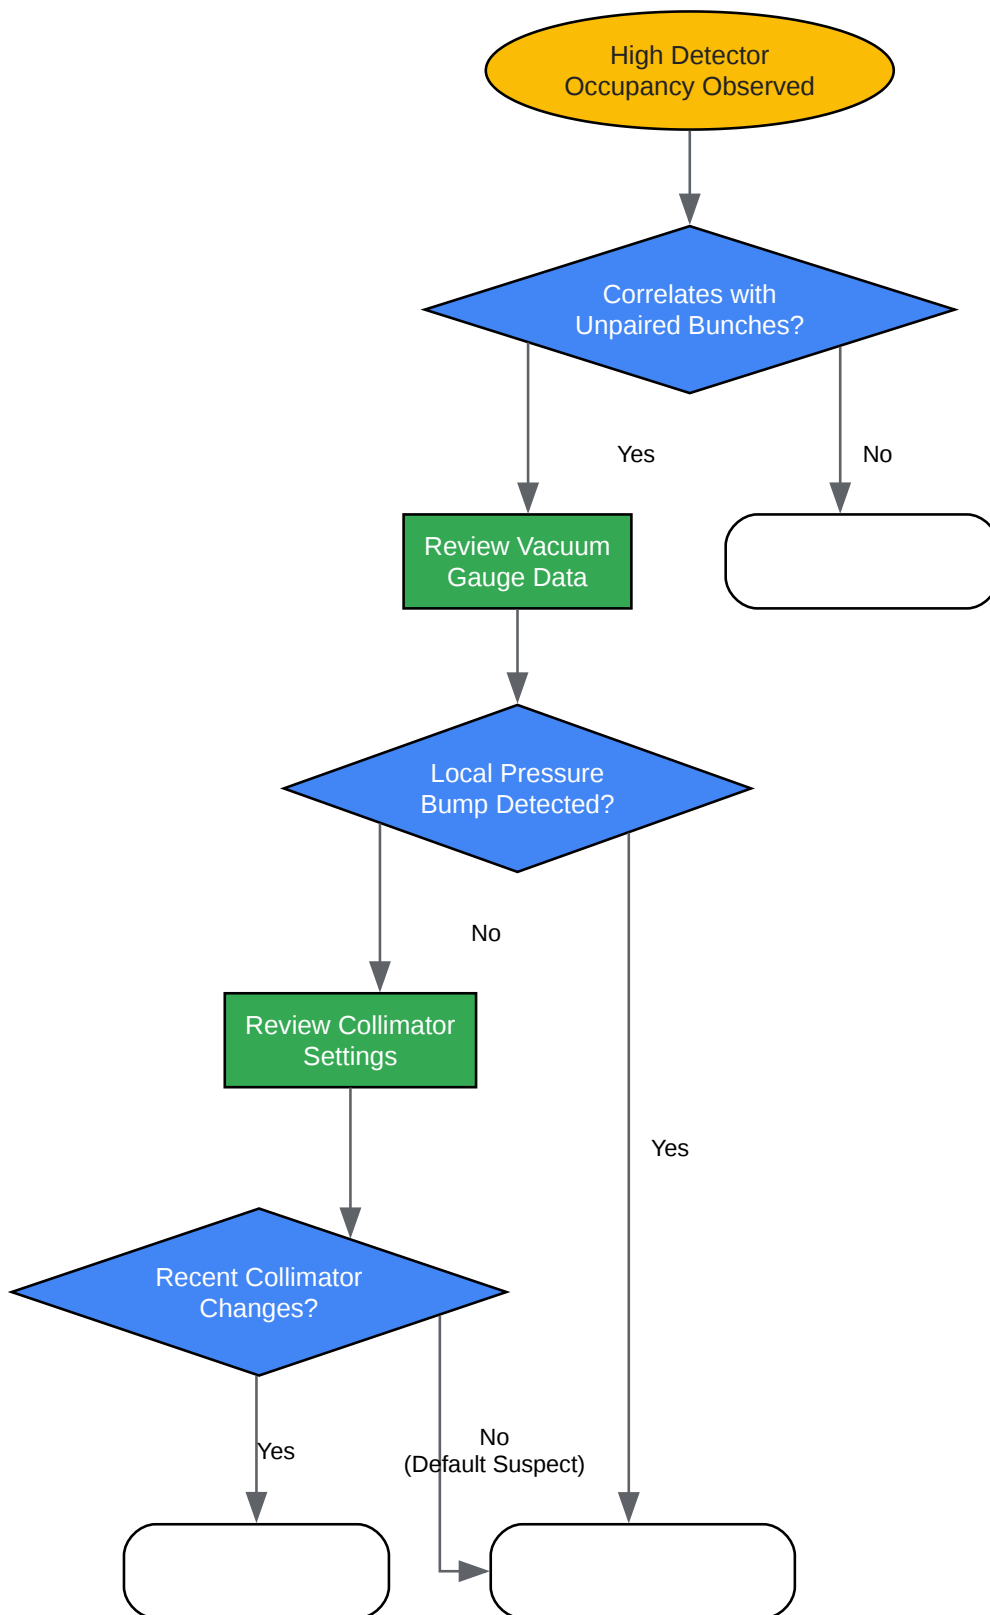 High Detector
Occupancy Observed
Correlates with
Unpaired Bunches?
Yes
No
Review Vacuum
Gauge Data
Local Pressure
Bump Detected?
No
Review Collimator
Settings
Yes
Recent Collimator
Changes?
Yes
No
(Default Suspect)